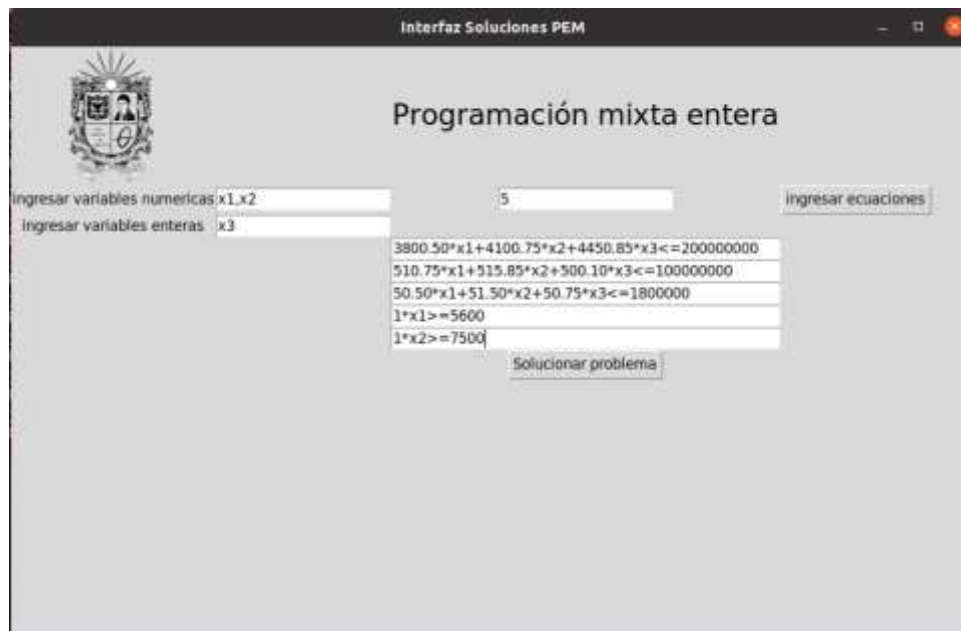 Interfaz Soluciones PEM
Programación mixta entera
ingresar variables numericas x1,x2 5 ingresar ecuaciones
ingresar variables enteras x3
3800.50*x1+4100.75*x2+4450.85*x3<=200000000
510.75*x1+515.85*x2+500.10*x3<=100000000
50.50*x1+51.50*x2+50.75*x3<=1800000
1*x1>=5600
1*x2>=7500
Solucionar problema